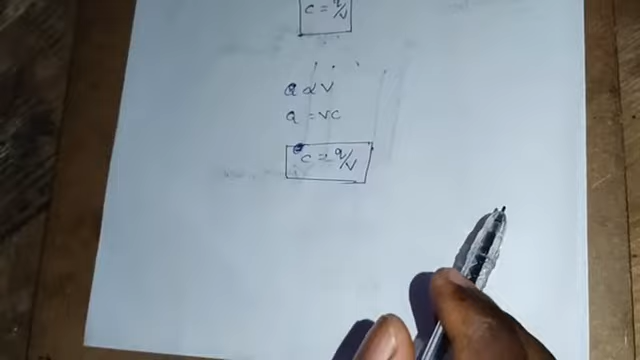 C = q/V
Q ∝ V
Q = VC
C = q/V